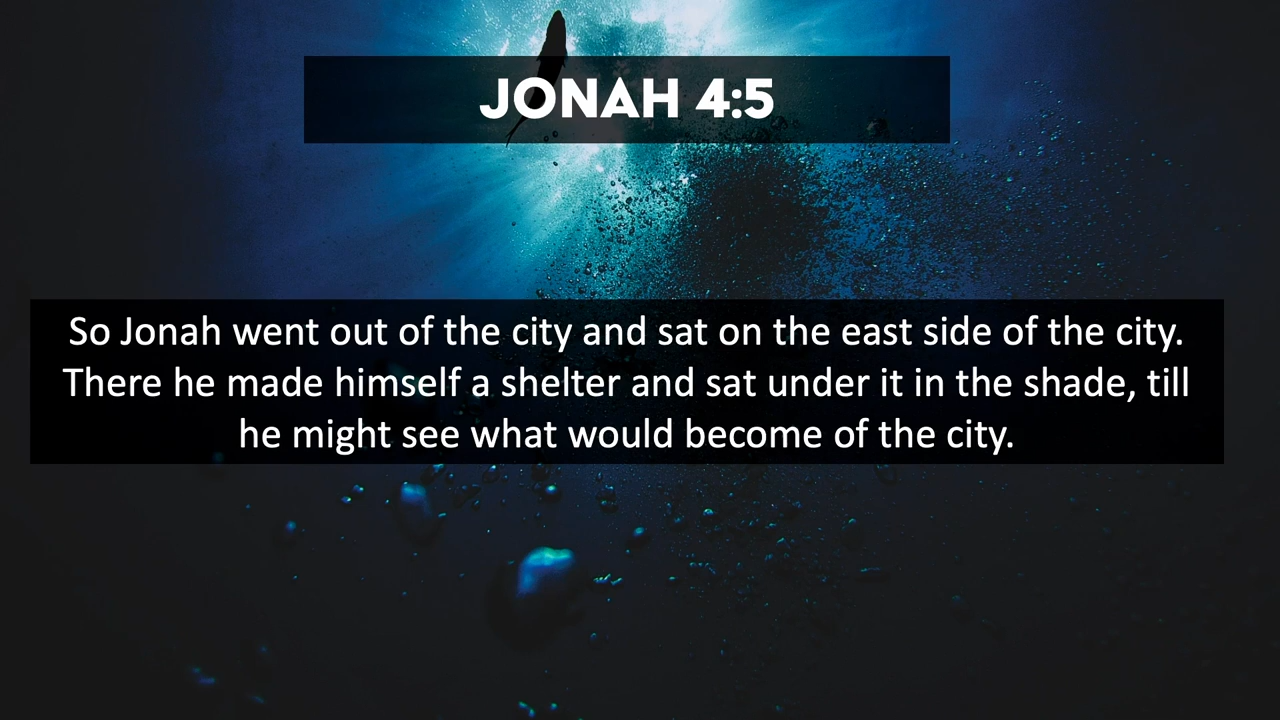 JONAH 4:5
So Jonah went out of the city and sat on the east side of the city.
There he made himself a shelter and sat under it in the shade, till
he might see what would become of the city.